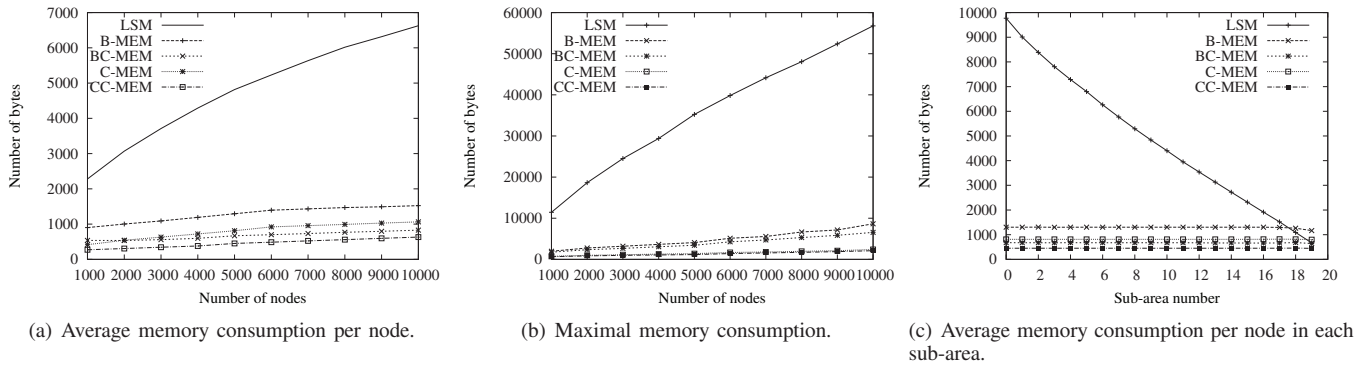 7000
6000
5000
4000
3000
2000
1000
0
Number of bytes
LSM
B-MEM
BC-MEM
C-MEM
CC-MEM
1000 2000 3000 4000 5000 6000 7000 8000 9000 10000
Number of nodes
(a) Average memory consumption per node.
60000
50000
40000
30000
20000
10000
0
Number of bytes
LSM
B-MEM
BC-MEM
C-MEM
CC-MEM
1000 2000 3000 4000 5000 6000 7000 8000 9000 10000
Number of nodes
(b) Maximal memory consumption.
10000
9000
8000
7000
6000
5000
4000
3000
2000
1000
0
Number of bytes
LSM
B-MEM
BC-MEM
C-MEM
CC-MEM
0 2 4 6 8 10 12 14 16 18 20
Sub-area number
(c) Average memory consumption per node in each
sub-area.